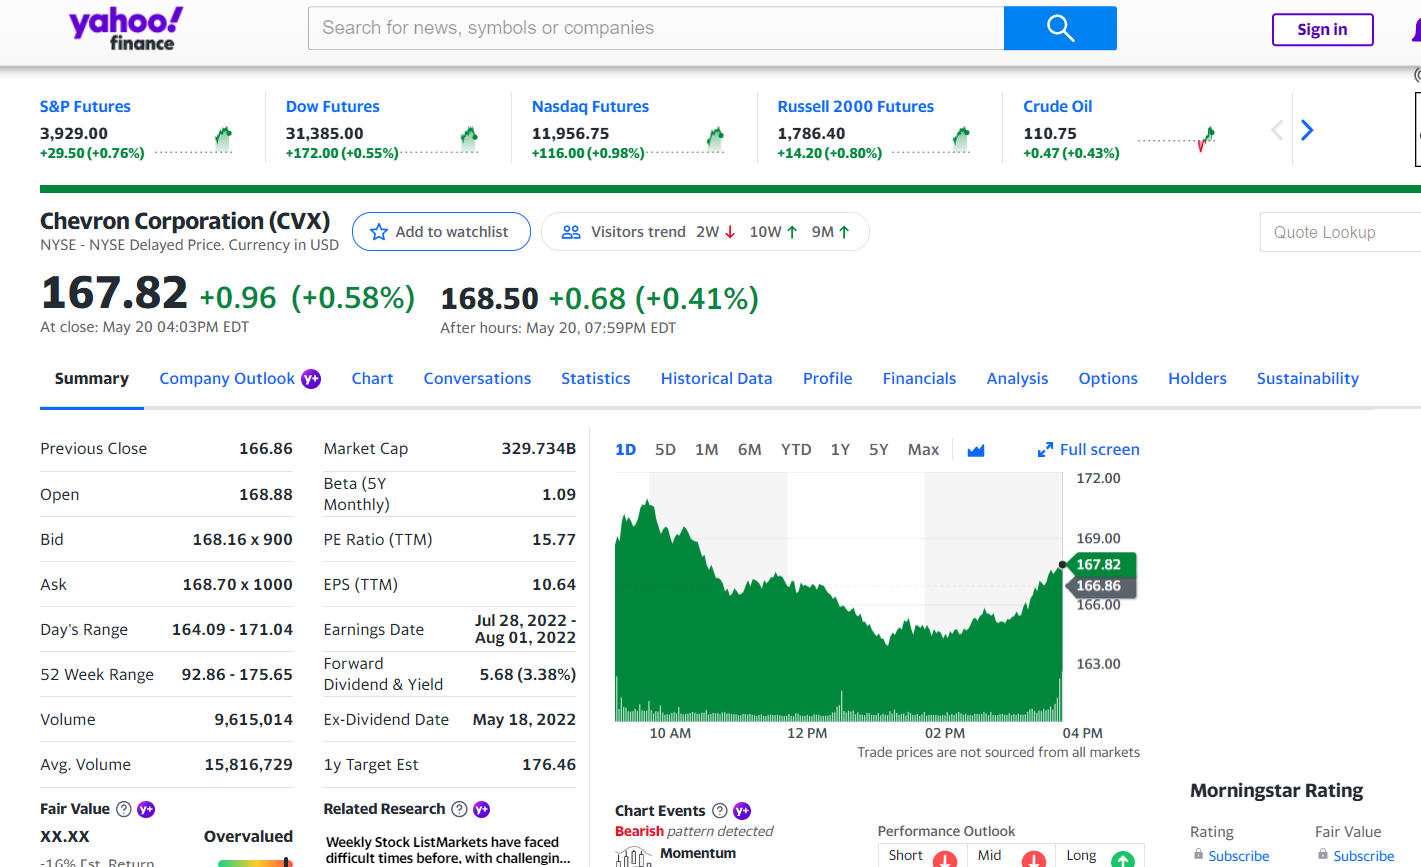 yahoo!
finance
Search for news, symbols or companies
Sign in
S&P Futures
3,929.00
+29.50 (+0.76%)
Dow Futures
31,385.00
+172.00 (+0.55%)
Nasdaq Futures
11,956.75
+116.00 (+0.98%)
Russell 2000 Futures
1,786.40
+14.20 (+0.80%)
Crude Oil
110.75
+0.47 (+0.43%)
Chevron Corporation (CVX)
NYSE - NYSE Delayed Price. Currency in USD
Add to watchlist
Visitors trend 2W ↓ 10W ↑ 9M ↑
Quote Lookup
167.82 +0.96 (+0.58%)
At close: May 20 04:03PM EDT
168.50 +0.68 (+0.41%)
After hours: May 20, 07:59PM EDT
Summary Company Outlook y+ Chart Conversations Statistics Historical Data Profile Financials Analysis Options Holders Sustainability
Previous Close 166.86
Open 168.88
Bid 168.16 x 900
Ask 168.70 x 1000
Day's Range 164.09 - 171.04
52 Week Range 92.86 - 175.65
Volume 9,615,014
Avg. Volume 15,816,729
Market Cap 329.734B
Beta (5Y
Monthly) 1.09
PE Ratio (TTM) 15.77
EPS (TTM) 10.64
Earnings Date Jul 28, 2022 -
Aug 01, 2022
Forward
Dividend & Yield 5.68 (3.38%)
Ex-Dividend Date May 18, 2022
1y Target Est 176.46
1D 5D 1M 6M YTD 1Y 5Y Max
Full screen
172.00
169.00
167.82
166.86
166.00
163.00
10 AM 12 PM 02 PM 04 PM
Trade prices are not sourced from all markets
Fair Value ? y+
XX.XX Overvalued
-16% Est. Return
Related Research ? y+
Weekly Stock ListMarkets have faced
difficult times before, with challengin...
Chart Events ? y+
Bearish pattern detected
Momentum
Performance Outlook
Short Mid Long
Morningstar Rating
Rating
Subscribe
Fair Value
Subscribe